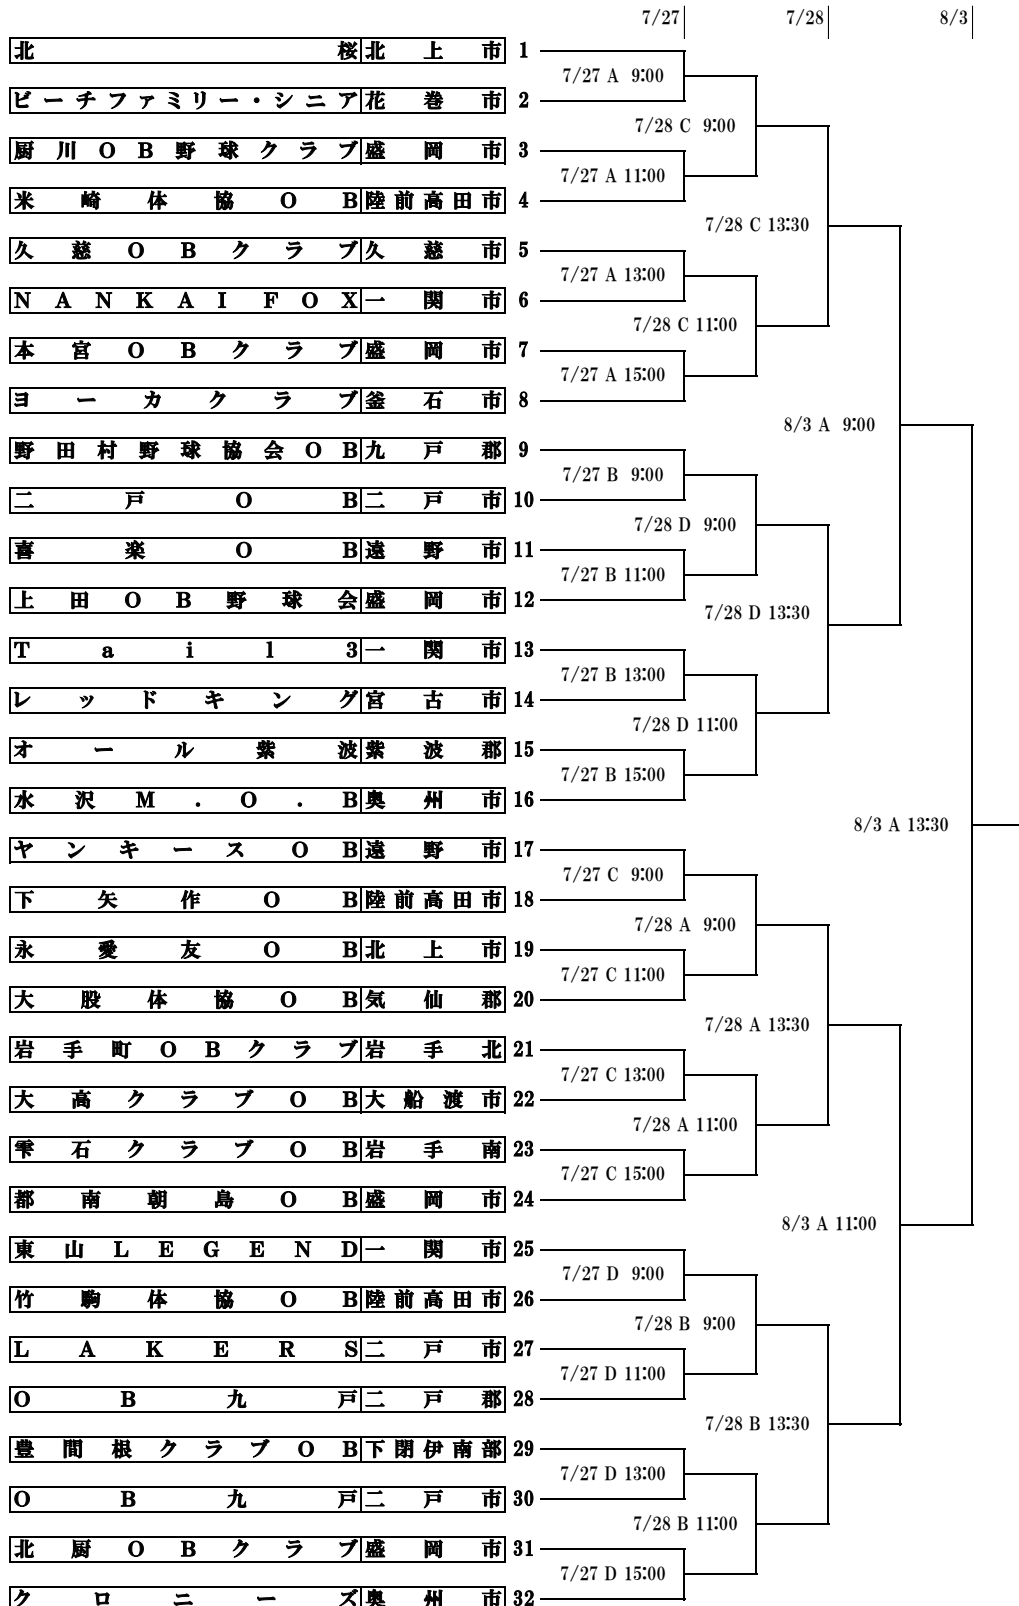 7/27 7/28 8/3
北桜 北上市 1
7/27 A 9:00
ビーチファミリー・シニア 花巻市 2
7/28 C 9:00
厨川OB野球クラブ 盛岡市 3
7/27 A 11:00
米崎体協OB 陸前高田市 4
7/28 C 13:30
久慈OBクラブ 久慈市 5
7/27 A 13:00
NANKAI FOX 一関市 6
7/28 C 11:00
本宮OBクラブ 盛岡市 7
7/27 A 15:00
ヨーカクラブ 釜石市 8
8/3 A 9:00
野田村野球協会OB 九戸郡 9
7/27 B 9:00
二戸OB 二戸市 10
7/28 D 9:00
喜楽OB 遠野市 11
7/27 B 11:00
上田OB野球会 盛岡市 12
7/28 D 13:30
Tail3 一関市 13
7/27 B 13:00
レッドキング 宮古市 14
7/28 D 11:00
オール紫波 紫波郡 15
7/27 B 15:00
水沢M.O.B 奥州市 16
8/3 A 13:30
ヤンキースOB 遠野市 17
7/27 C 9:00
下矢作OB 陸前高田市 18
7/28 A 9:00
永愛友OB 北上市 19
7/27 C 11:00
大股体協OB 気仙郡 20
7/28 A 13:30
岩手町OBクラブ 岩手北 21
7/27 C 13:00
大高クラブOB 大船渡市 22
7/28 A 11:00
雫石クラブOB 岩手南 23
7/27 C 15:00
都南朝島OB 盛岡市 24
8/3 A 11:00
東山LEGEND 一関市 25
7/27 D 9:00
竹駒体協OB 陸前高田市 26
7/28 B 9:00
LAKERS 二戸市 27
7/27 D 11:00
OB九戸 二戸郡 28
7/28 B 13:30
豊間根クラブOB 下閉伊南部 29
7/27 D 13:00
OB九戸 二戸市 30
7/28 B 11:00
北厨OBクラブ 盛岡市 31
7/27 D 15:00
クロニーズ 奥州市 32